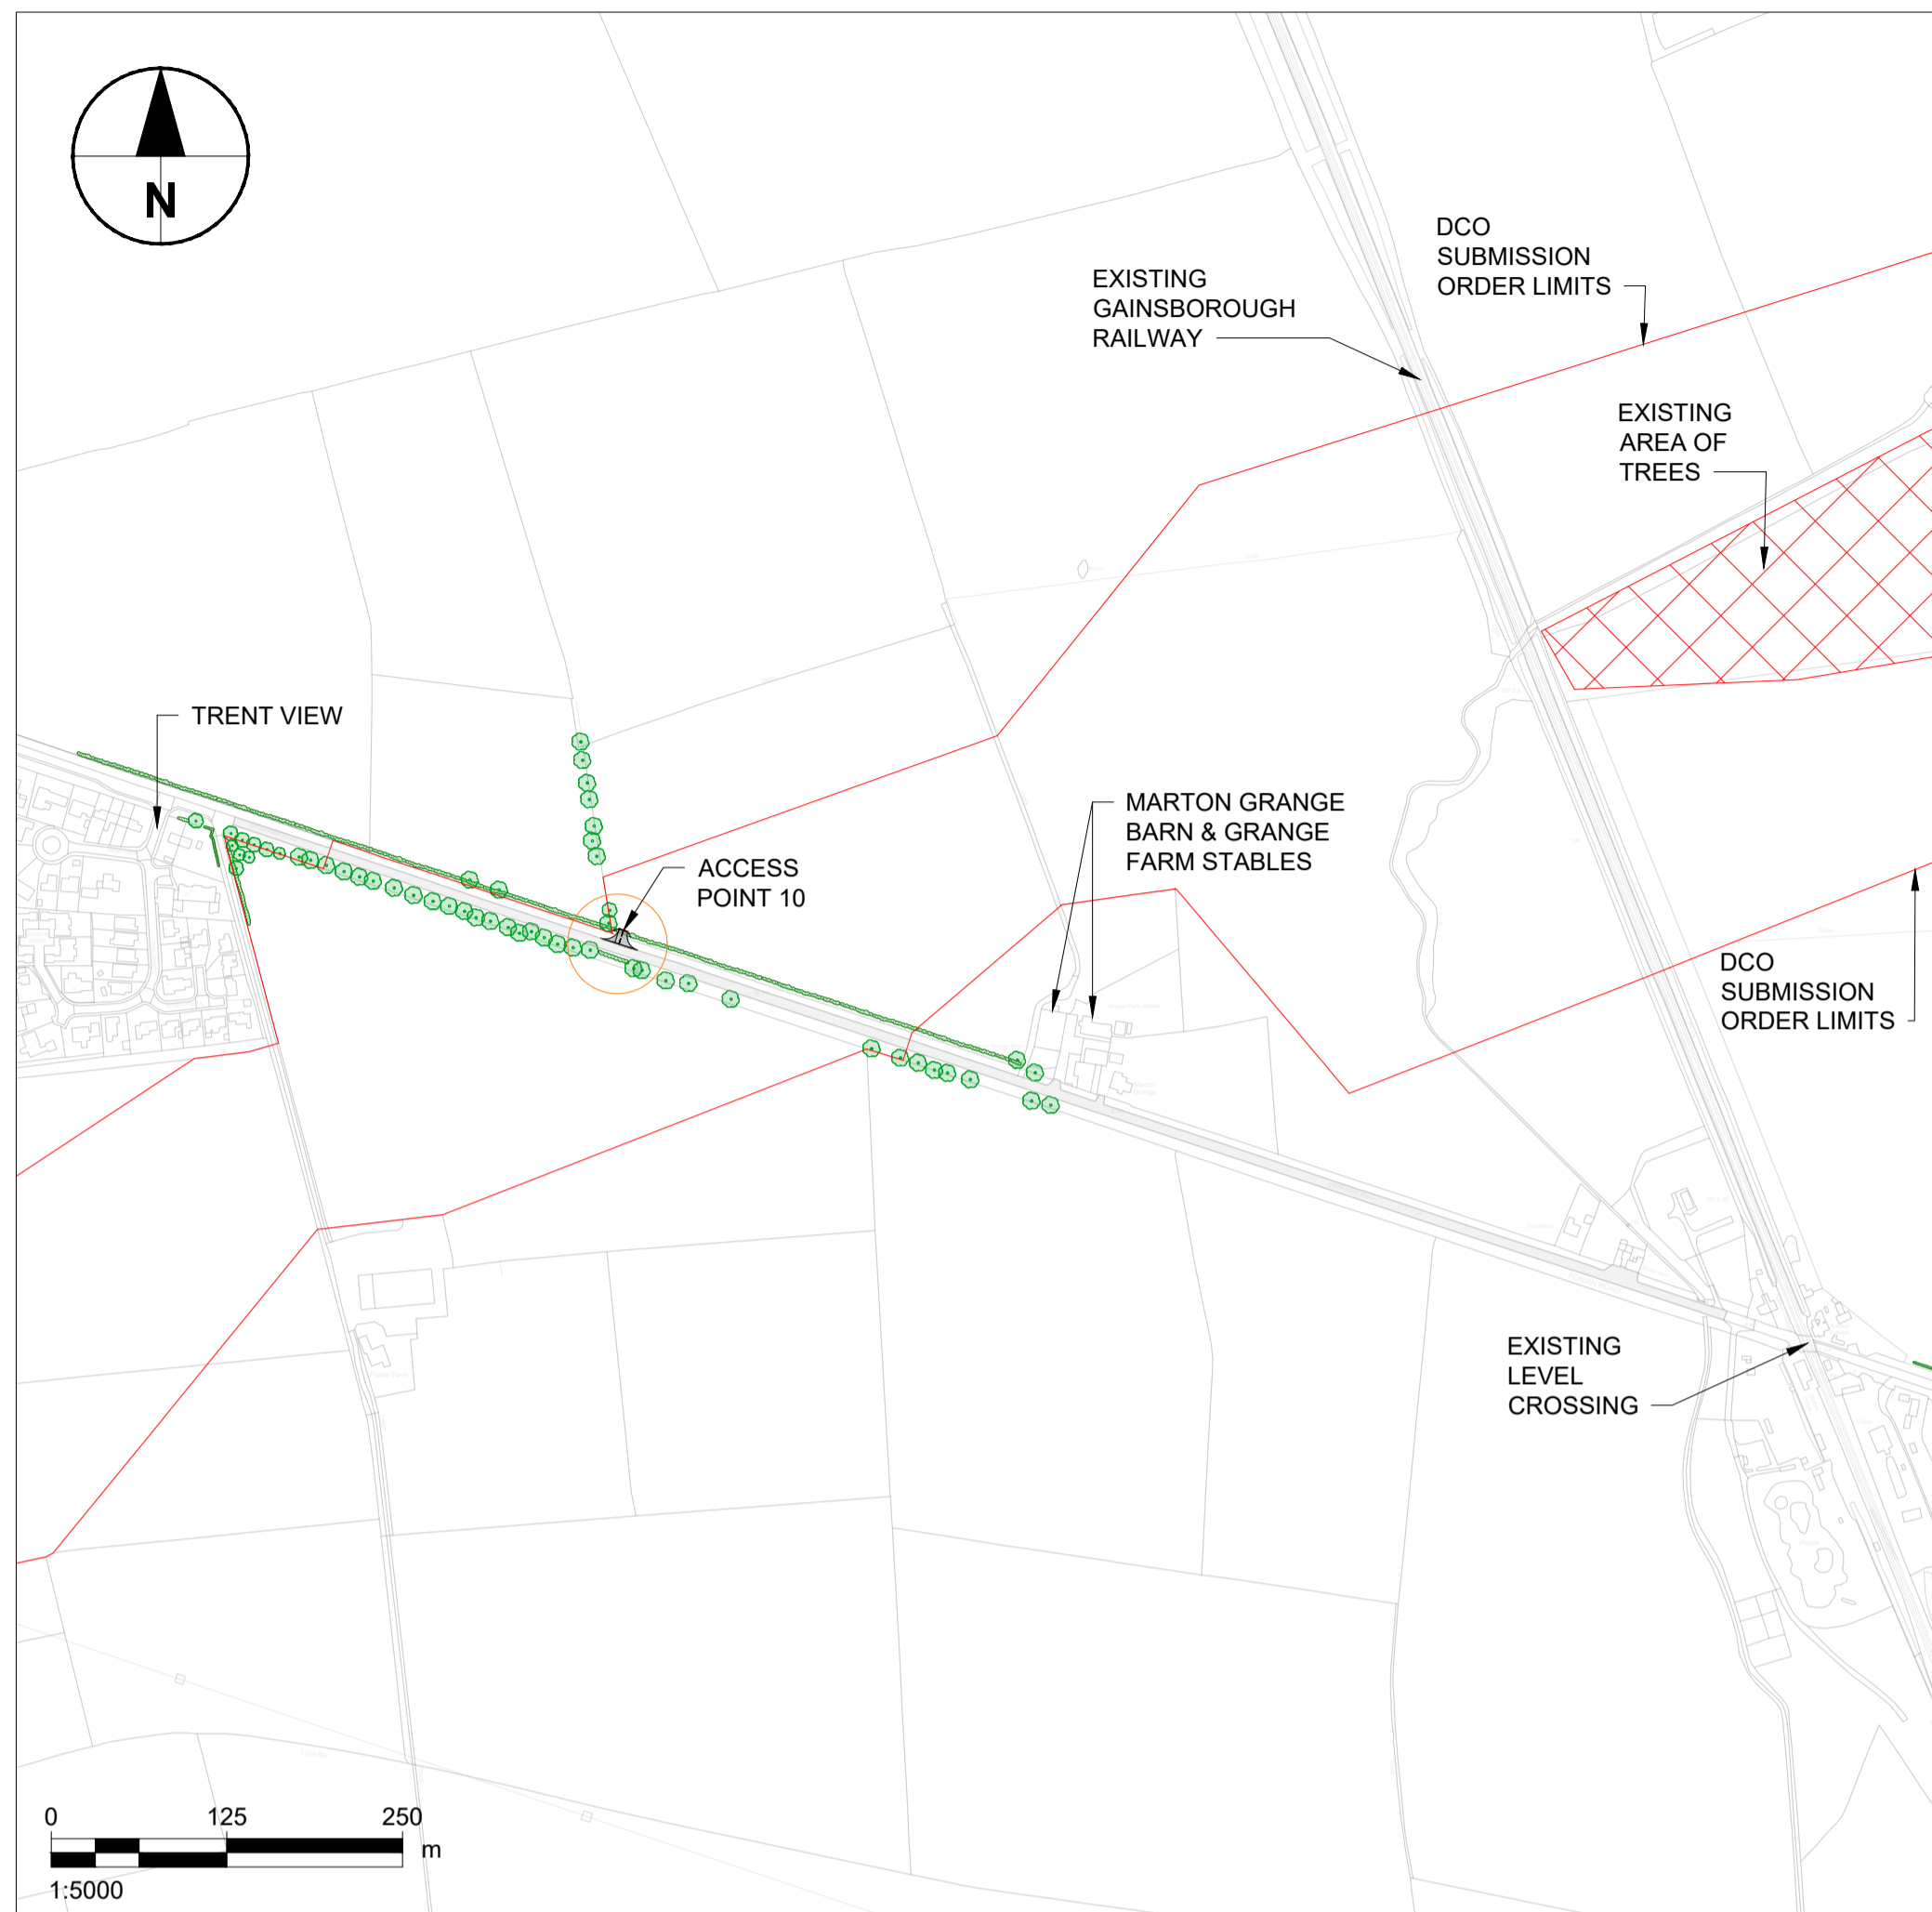 N
DCO
SUBMISSION
ORDER LIMITS
EXISTING
GAINSBOROUGH
RAILWAY
EXISTING
AREA OF
TREES
TRENT VIEW
MARTON GRANGE
BARN & GRANGE
FARM STABLES
ACCESS
POINT 10
DCO
SUBMISSION
ORDER LIMITS
EXISTING
LEVEL
CROSSING
0 125 250
m
1:5000